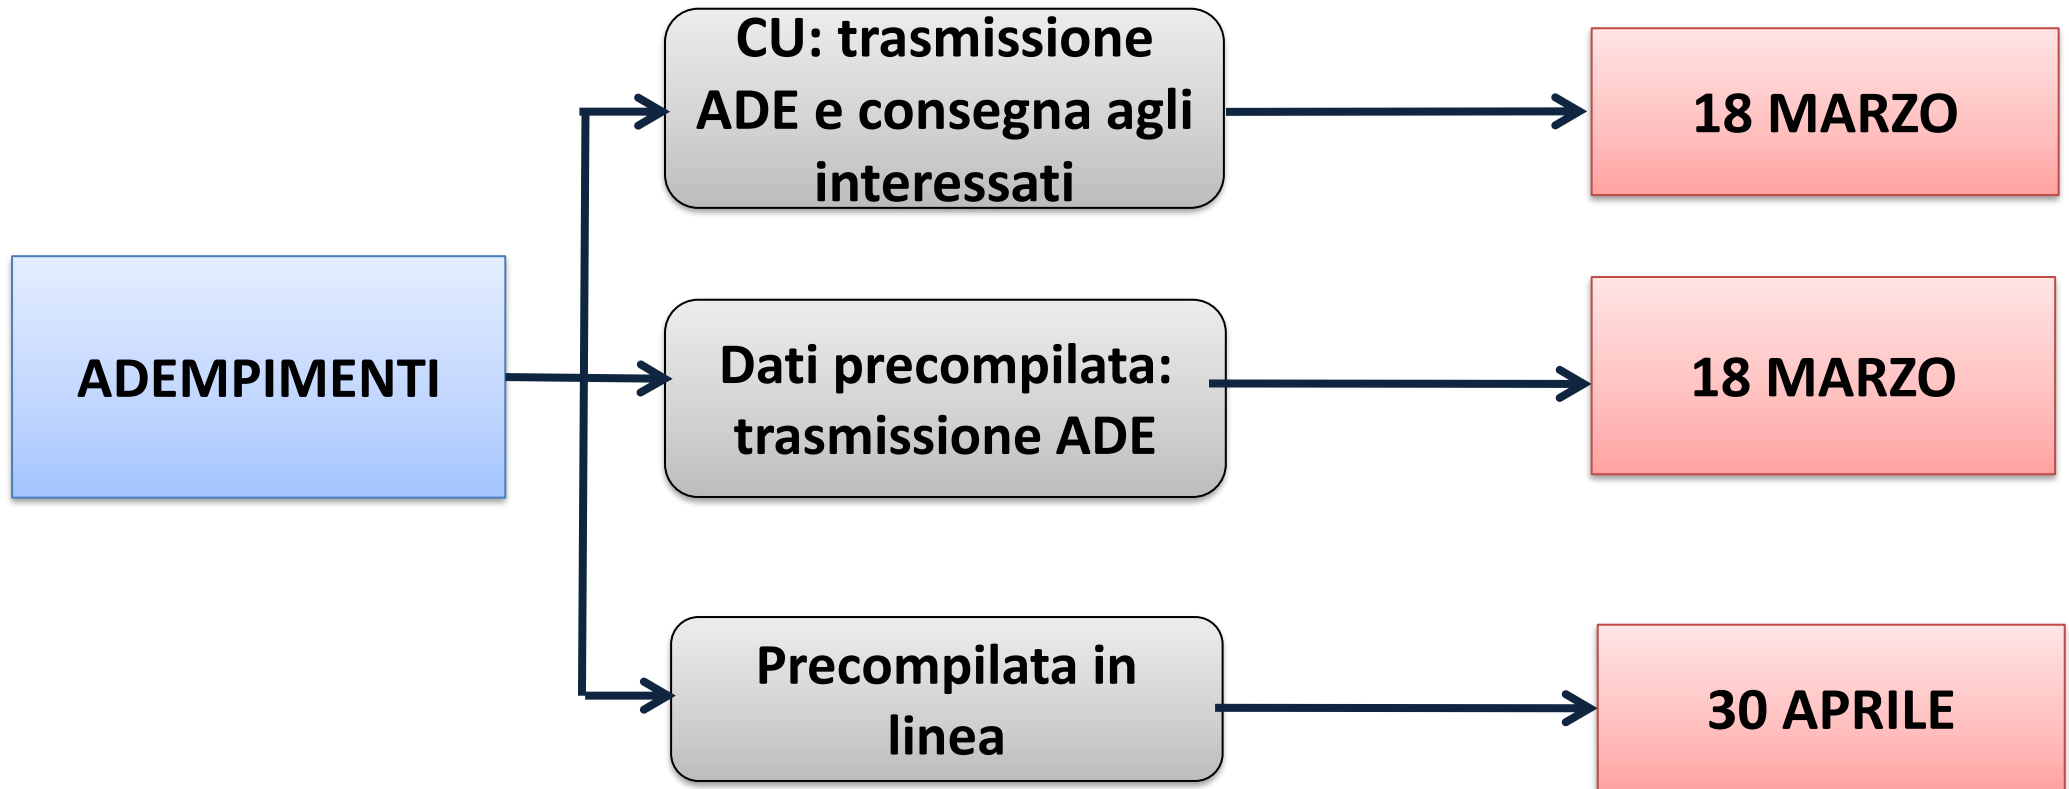 CU: trasmissione
ADE e consegna agli
interessati
18 MARZO
ADEMPIMENTI
Dati precompilata:
trasmissione ADE
18 MARZO
Precompilata in
linea
30 APRILE